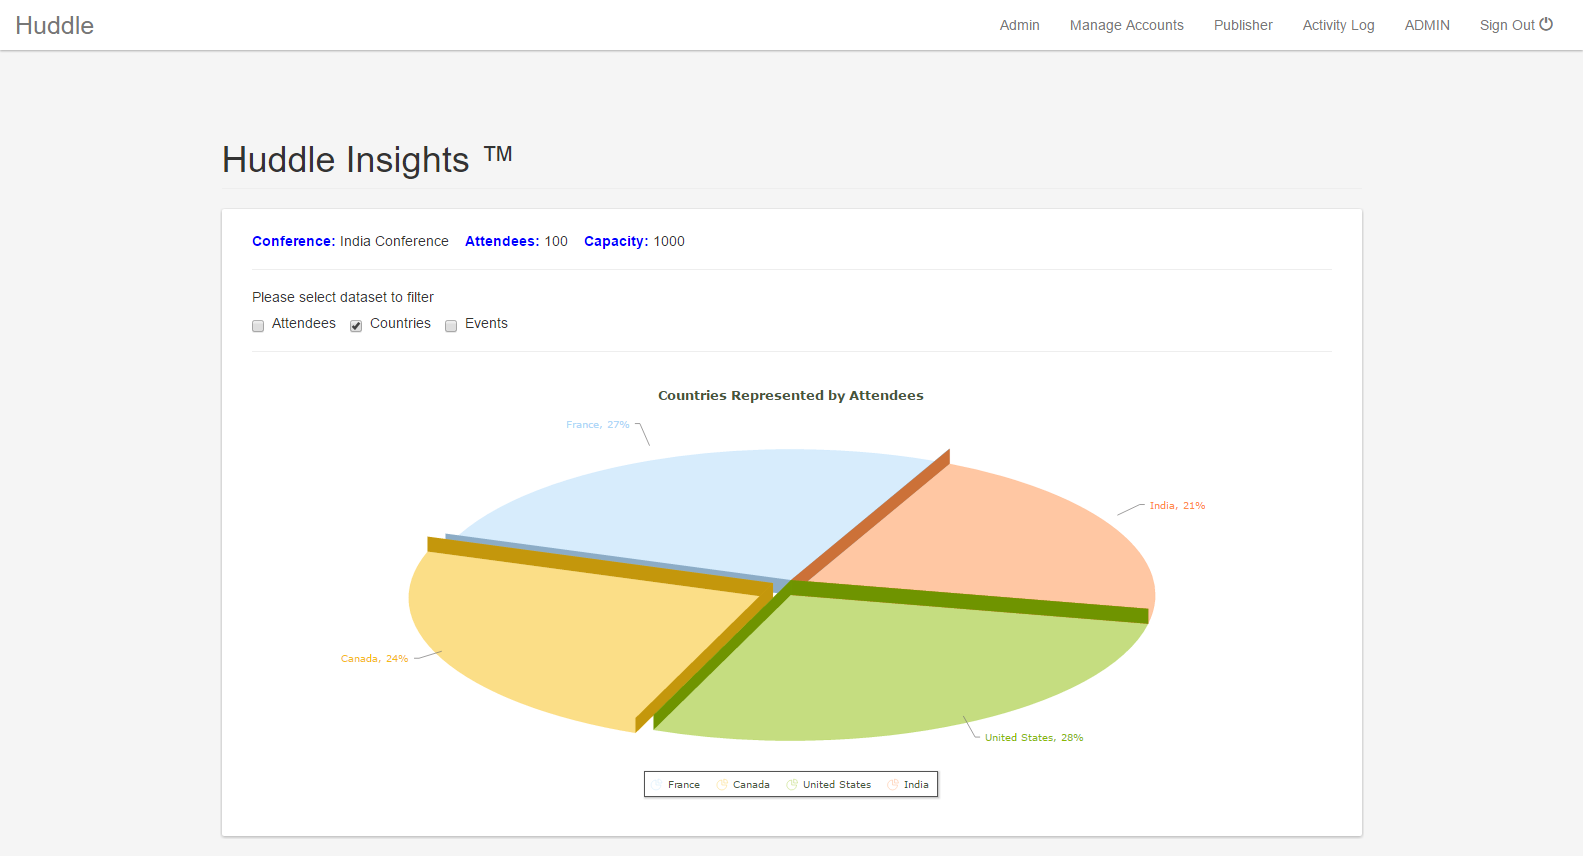 Huddle
Admin Manage Accounts Publisher Activity Log ADMIN Sign Out
Huddle Insights TM
Conference: India Conference Attendees: 100 Capacity: 1000
Please select dataset to filter
Attendees Countries Events
Countries Represented by Attendees
France, 27%
India, 21%
Canada, 24%
United States, 28%
France Canada United States India